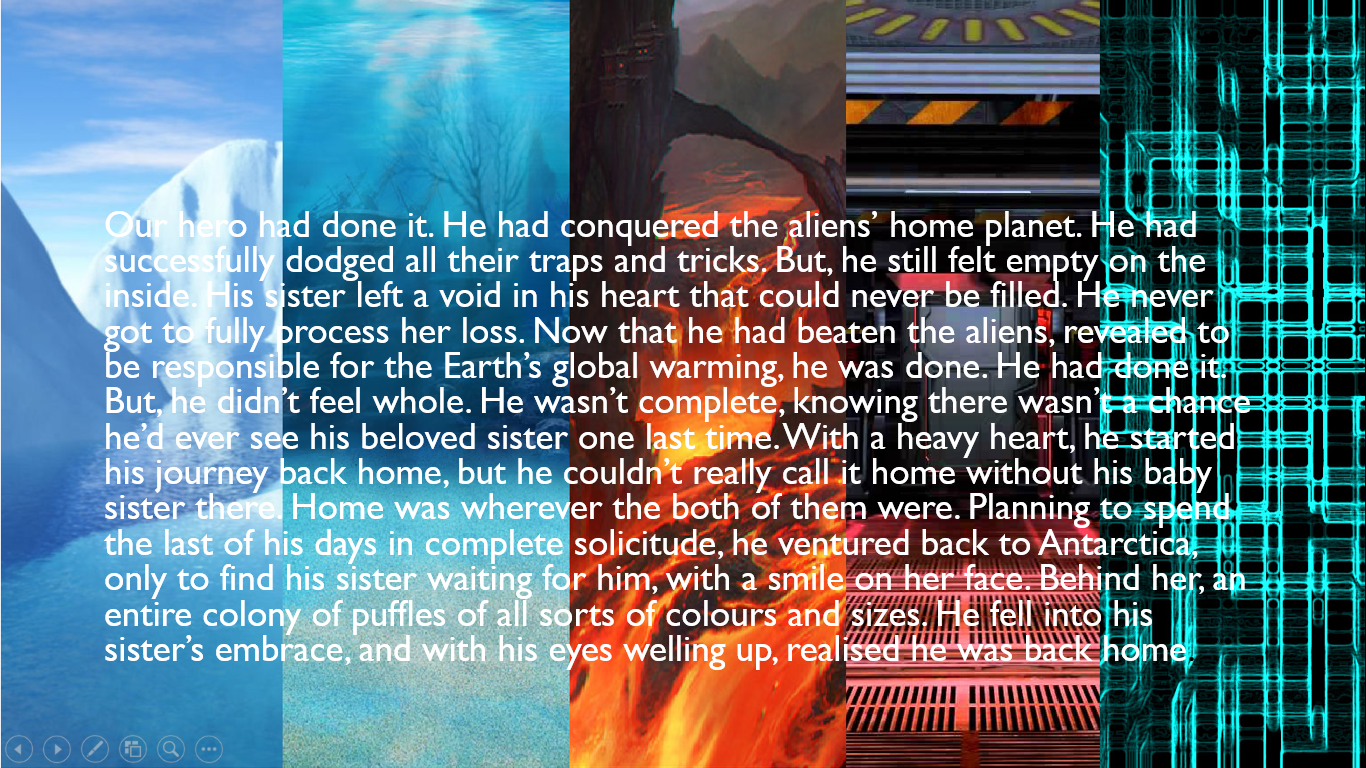 Our hero had done it. He had conquered the aliens’ home planet. He had
successfully dodged all their traps and tricks. But, he still felt empty on the
inside. His sister left a void in his heart that could never be filled. He never
got to fully process her loss. Now that he had beaten the aliens, revealed to
be responsible for the Earth’s global warming, he was done. He had done it.
But, he didn’t feel whole. He wasn’t complete, knowing there wasn’t a chance
he’d ever see his beloved sister one last time. With a heavy heart, he started
his journey back home, but he couldn’t really call it home without his baby
sister there. Home was wherever the both of them were. Planning to spend
the last of his days in complete solicitude, he ventured back to Antarctica,
only to find his sister waiting for him, with a smile on her face. Behind her, an
entire colony of puffles of all sorts of colours and sizes. He fell into his
sister’s embrace, and with his eyes welling up, realised he was back home.